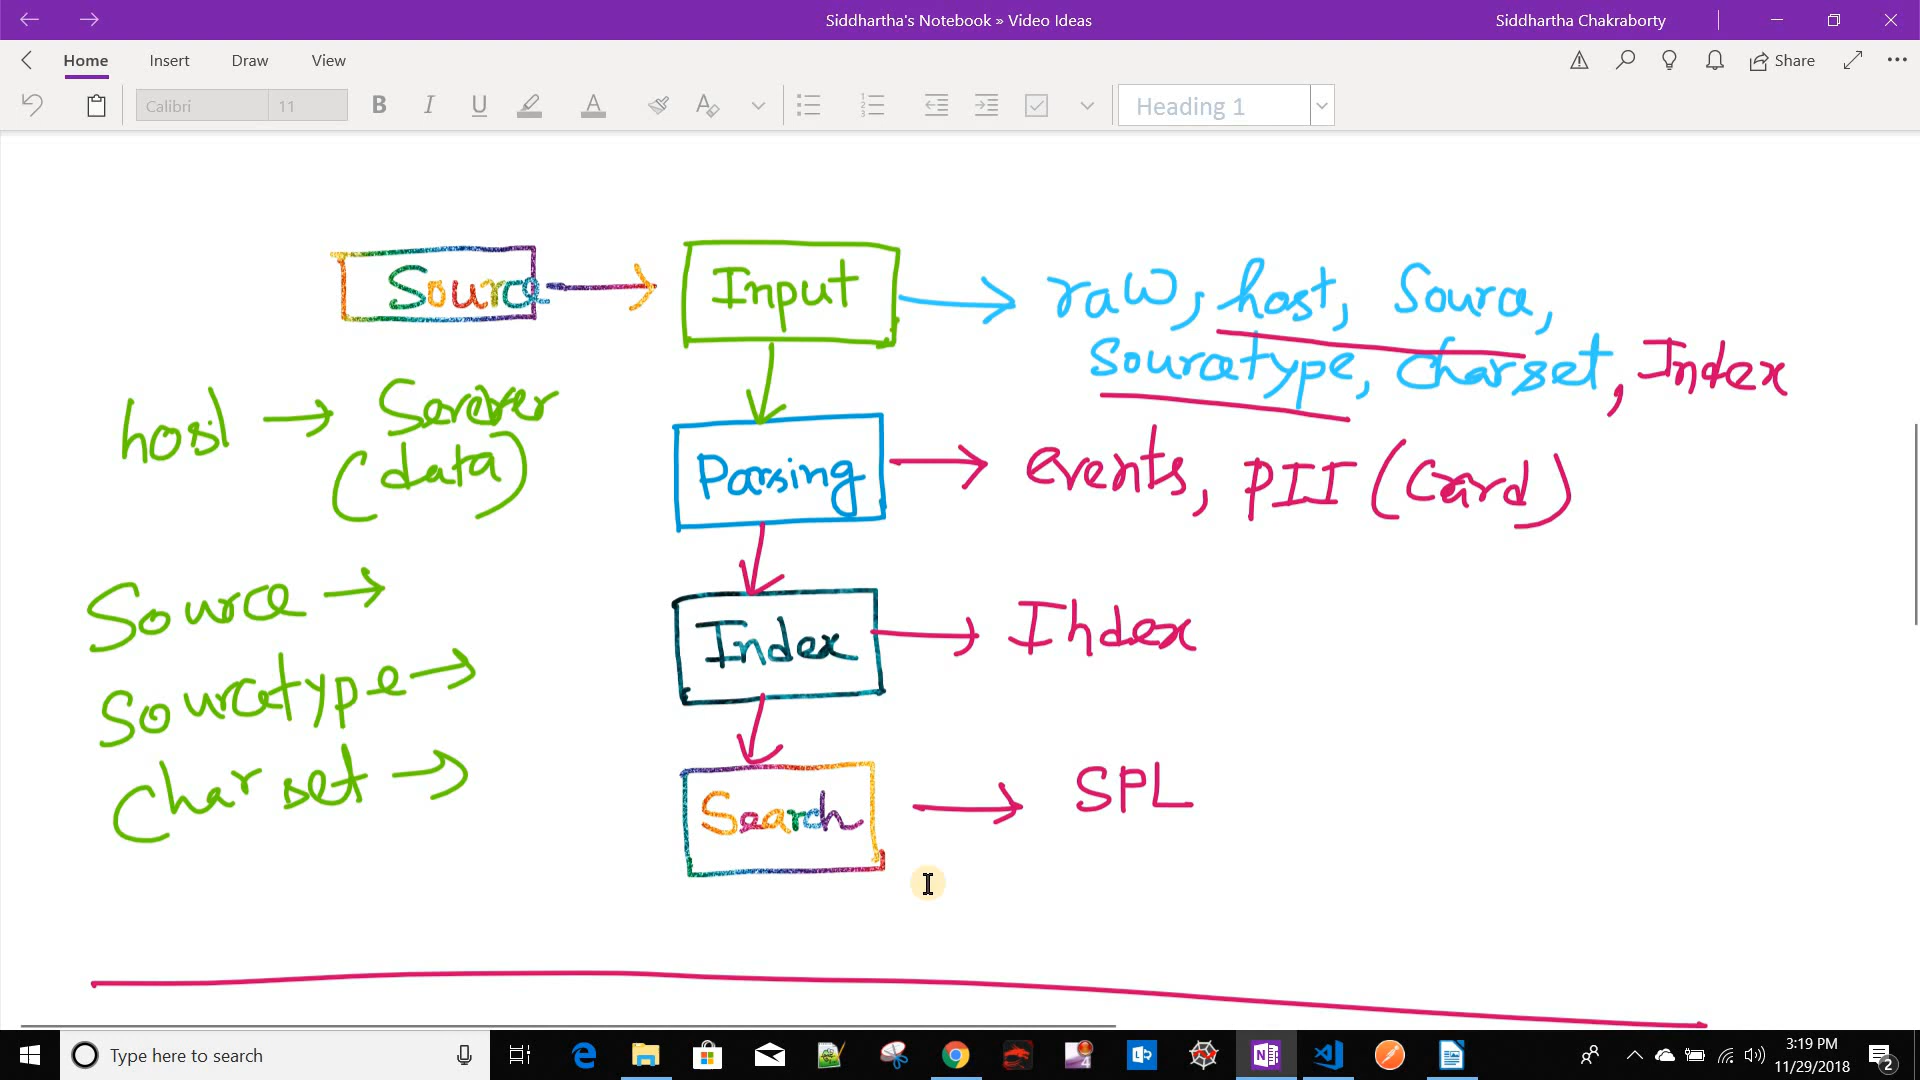 Siddhartha's Notebook » Video Ideas
Siddhartha Chakraborty
Home Insert Draw View
Share
Calibri 11 B I U A
Heading 1
Source Input raw, host, Source,
Sourcetype, Charset, Index
host Server
(data)
Parsing events, PII (Card)
Source
Index Index
Sourcetype
Charset
Search SPL
Type here to search
3:19 PM
11/29/2018
2